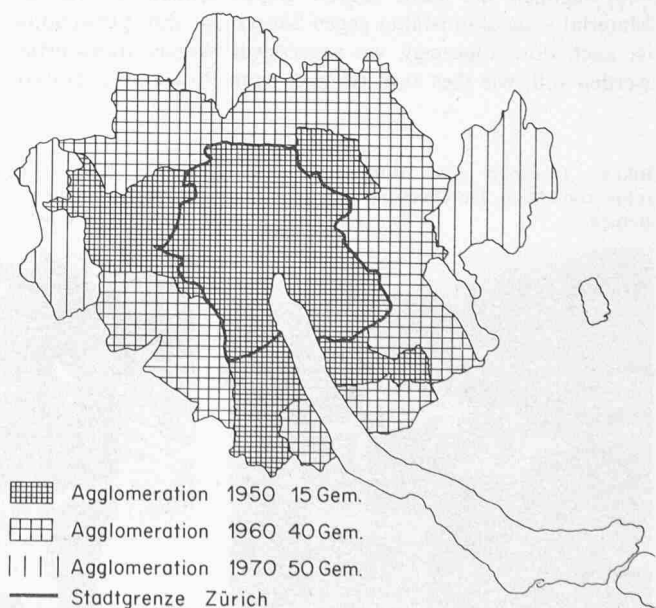 Agglomeration 1950 15 Gem.
Agglomeration 1960 40 Gem.
Agglomeration 1970 50 Gem.
Stadtgrenze Zürich